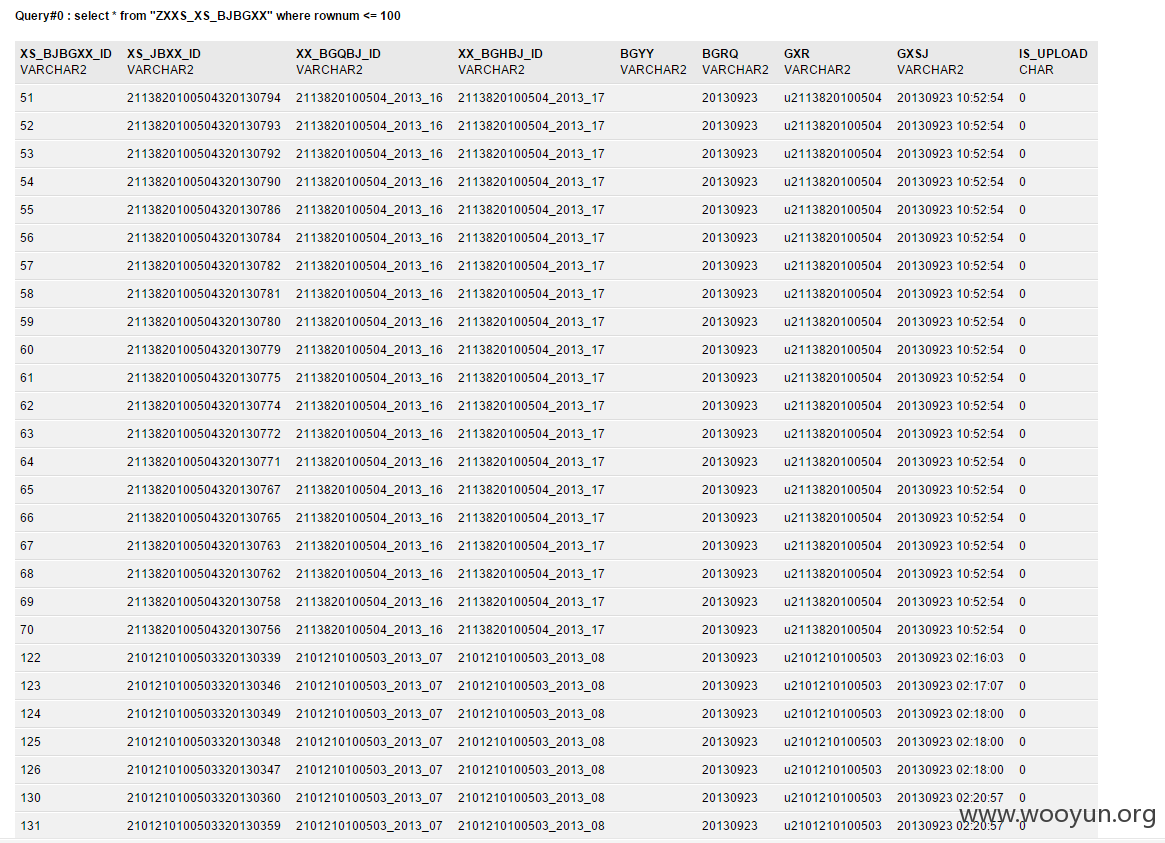 Query#0 : select * from "ZXXS_XS_BJBGXX" where rownum <= 100
XS_BJBGXX_ID XS_JBXX_ID XX_BGQBJ_ID XX_BGHBJ_ID BGYY BGRQ GXR GXSJ IS_UPLOAD
VARCHAR2 VARCHAR2 VARCHAR2 VARCHAR2 VARCHAR2 VARCHAR2 VARCHAR2 VARCHAR2 CHAR
51 2113820100504320130794 2113820100504_2013_16 2113820100504_2013_17 20130923 u2113820100504 20130923 10:52:54 0
52 2113820100504320130793 2113820100504_2013_16 2113820100504_2013_17 20130923 u2113820100504 20130923 10:52:54 0
53 2113820100504320130792 2113820100504_2013_16 2113820100504_2013_17 20130923 u2113820100504 20130923 10:52:54 0
54 2113820100504320130790 2113820100504_2013_16 2113820100504_2013_17 20130923 u2113820100504 20130923 10:52:54 0
55 2113820100504320130786 2113820100504_2013_16 2113820100504_2013_17 20130923 u2113820100504 20130923 10:52:54 0
56 2113820100504320130784 2113820100504_2013_16 2113820100504_2013_17 20130923 u2113820100504 20130923 10:52:54 0
57 2113820100504320130782 2113820100504_2013_16 2113820100504_2013_17 20130923 u2113820100504 20130923 10:52:54 0
58 2113820100504320130781 2113820100504_2013_16 2113820100504_2013_17 20130923 u2113820100504 20130923 10:52:54 0
59 2113820100504320130780 2113820100504_2013_16 2113820100504_2013_17 20130923 u2113820100504 20130923 10:52:54 0
60 2113820100504320130779 2113820100504_2013_16 2113820100504_2013_17 20130923 u2113820100504 20130923 10:52:54 0
61 2113820100504320130775 2113820100504_2013_16 2113820100504_2013_17 20130923 u2113820100504 20130923 10:52:54 0
62 2113820100504320130774 2113820100504_2013_16 2113820100504_2013_17 20130923 u2113820100504 20130923 10:52:54 0
63 2113820100504320130772 2113820100504_2013_16 2113820100504_2013_17 20130923 u2113820100504 20130923 10:52:54 0
64 2113820100504320130771 2113820100504_2013_16 2113820100504_2013_17 20130923 u2113820100504 20130923 10:52:54 0
65 2113820100504320130767 2113820100504_2013_16 2113820100504_2013_17 20130923 u2113820100504 20130923 10:52:54 0
66 2113820100504320130765 2113820100504_2013_16 2113820100504_2013_17 20130923 u2113820100504 20130923 10:52:54 0
67 2113820100504320130763 2113820100504_2013_16 2113820100504_2013_17 20130923 u2113820100504 20130923 10:52:54 0
68 2113820100504320130762 2113820100504_2013_16 2113820100504_2013_17 20130923 u2113820100504 20130923 10:52:54 0
69 2113820100504320130758 2113820100504_2013_16 2113820100504_2013_17 20130923 u2113820100504 20130923 10:52:54 0
70 2113820100504320130756 2113820100504_2013_16 2113820100504_2013_17 20130923 u2113820100504 20130923 10:52:54 0
122 2101210100503320130339 2101210100503_2013_07 2101210100503_2013_08 20130923 u2101210100503 20130923 02:16:03 0
123 2101210100503320130346 2101210100503_2013_07 2101210100503_2013_08 20130923 u2101210100503 20130923 02:17:07 0
124 2101210100503320130349 2101210100503_2013_07 2101210100503_2013_08 20130923 u2101210100503 20130923 02:18:00 0
125 2101210100503320130348 2101210100503_2013_07 2101210100503_2013_08 20130923 u2101210100503 20130923 02:18:00 0
126 2101210100503320130347 2101210100503_2013_07 2101210100503_2013_08 20130923 u2101210100503 20130923 02:18:00 0
130 2101210100503320130360 2101210100503_2013_07 2101210100503_2013_08 20130923 u2101210100503 20130923 02:20:57 0
131 2101210100503320130359 2101210100503_2013_07 2101210100503_2013_08 20130923 u2101210100503 20130923 02:20:57 0
www.wooyun.org